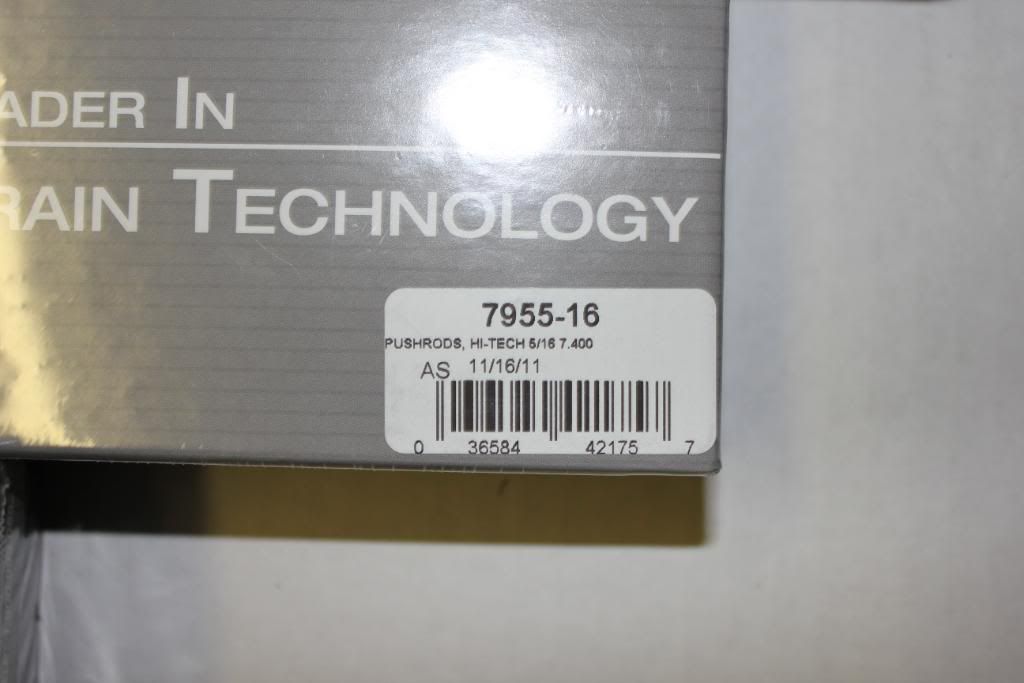 ADER IN
RAIN TECHNOLOGY
7955-16
PUSHRODS, HI-TECH 5/16 7.400
AS 11/16/11
0 36584 42175 7